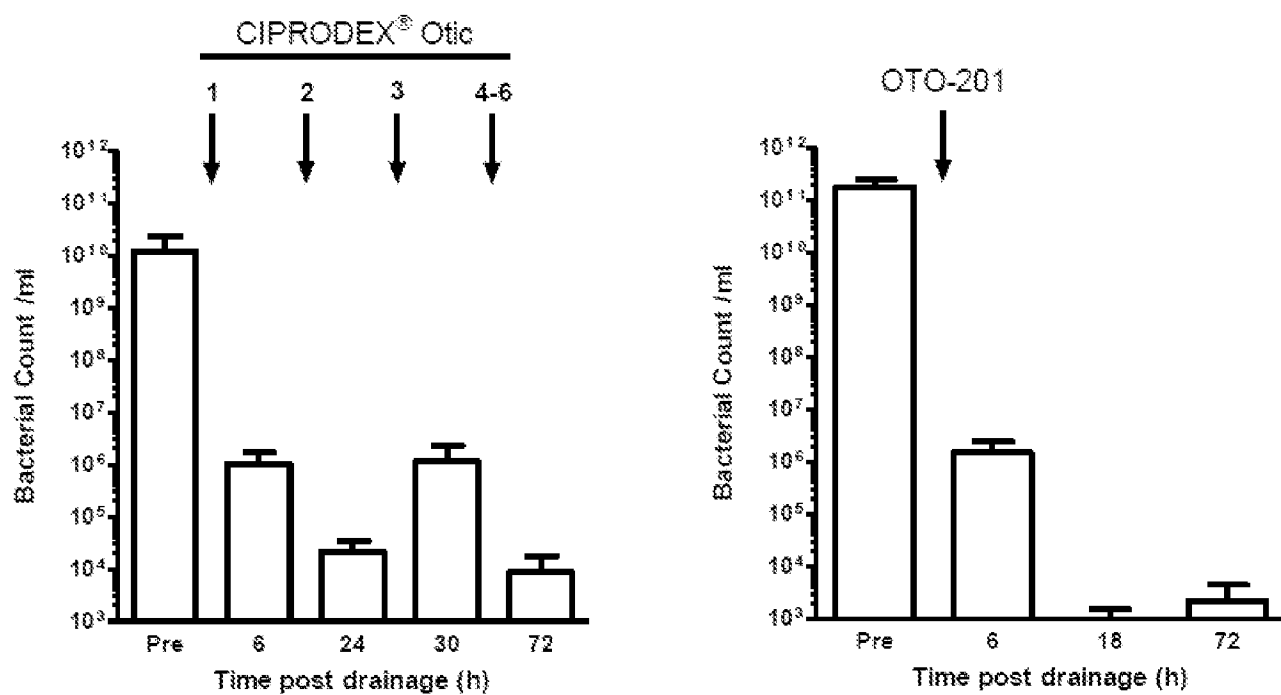 CIPRODEX® Otic
1 2 3 4-6
10¹²
10¹¹
10¹⁰
10⁹
10⁸
10⁷
10⁶
10⁵
10⁴
10³
Bacterial Count /ml
Pre 6 24 30 72
Time post drainage (h)
OTO-201
10¹²
10¹¹
10¹⁰
10⁹
10⁸
10⁷
10⁶
10⁵
10⁴
10³
Bacterial Count /ml
Pre 6 18 72
Time post drainage (h)